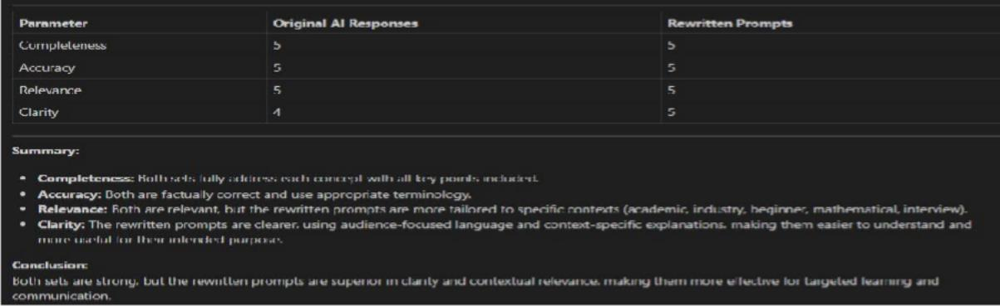 Parameter Original AI Responses Rewritten Prompts
Completeness 5 5
Accuracy 5 5
Relevance 5 5
Clarity 4 5
Summary:
• Completeness: Both sets fully address each concept with all key points included.
• Accuracy: Both are factually correct and use appropriate terminology.
• Relevance: Both are relevant, but the rewritten prompts are more tailored to specific contexts (academic, industry, beginner, mathematical, interview).
• Clarity: The rewritten prompts are clearer, using audience-focused language and context-specific explanations, making them easier to understand and
more useful for their intended purpose.
Conclusion:
Both sets are strong, but the rewritten prompts are superior in clarity and contextual relevance, making them more effective for targeted learning and
communication.